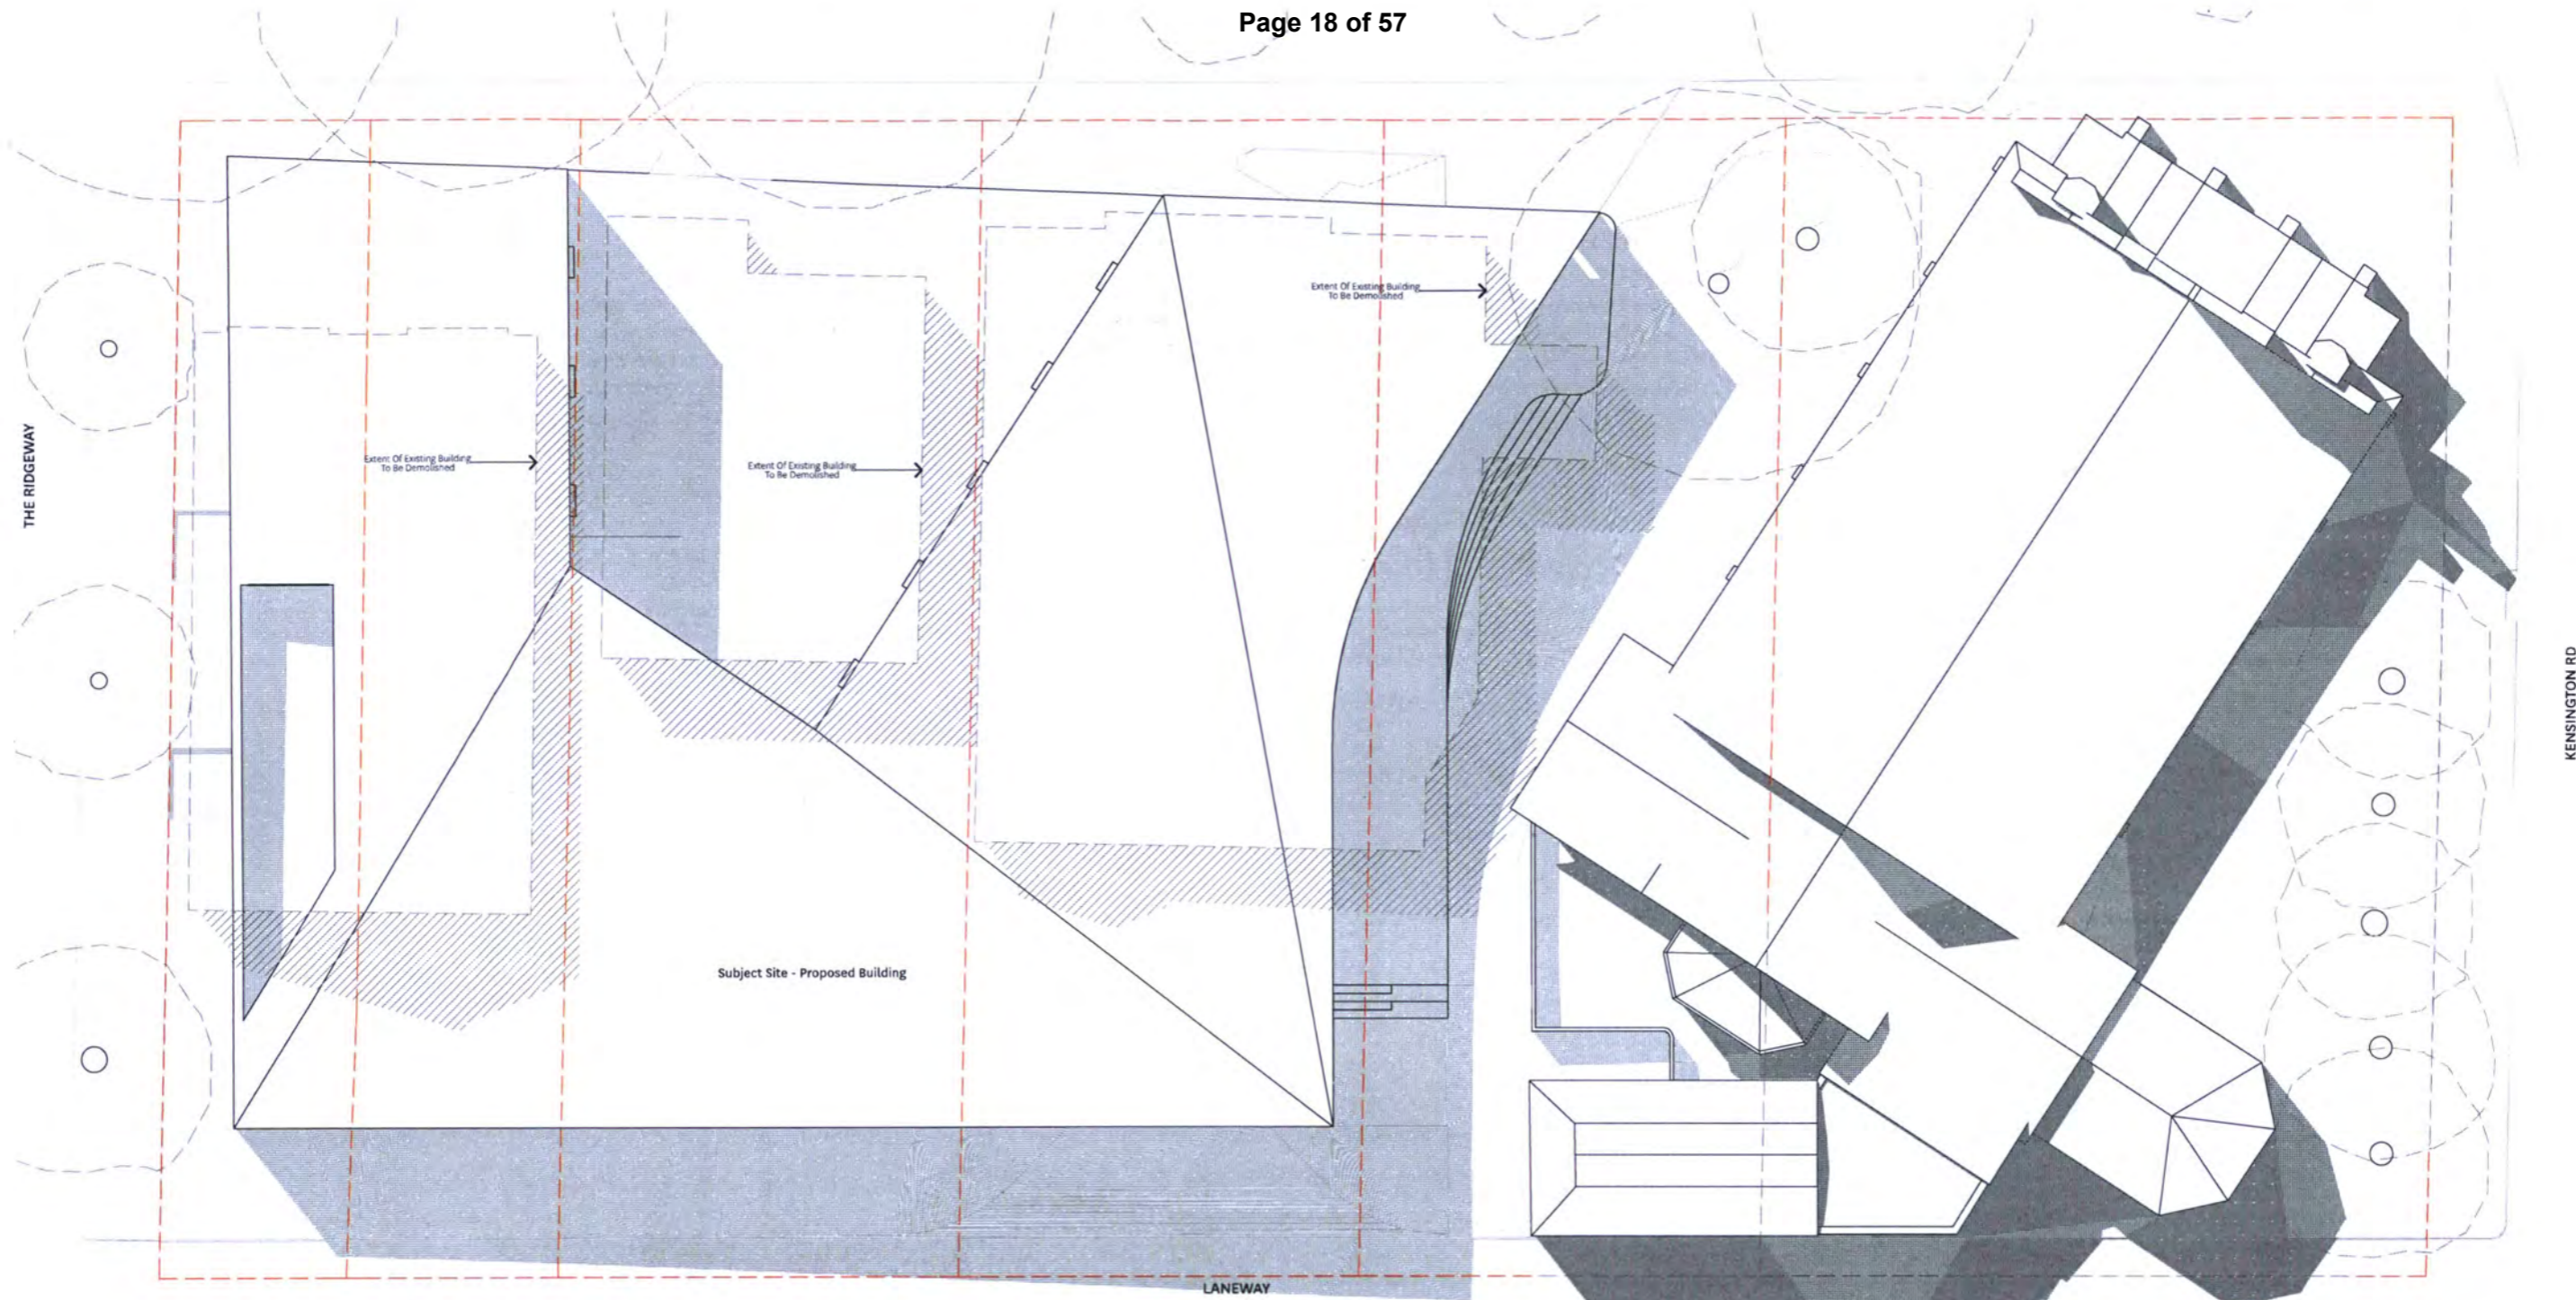 Page 18 of 57
Extent Of Existing Building
To Be Demolished
THE RIDGEWAY
Extent Of Existing Building
To Be Demolished
Extent Of Existing Building
To Be Demolished
KENSINGTON RD
Subject Site - Proposed Building
LANEWAY